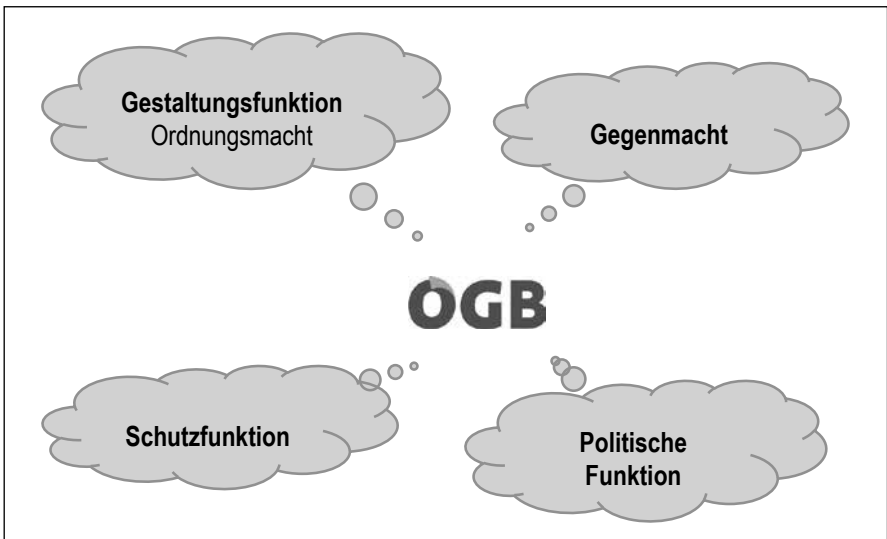 Gestaltungsfunktion
Ordnungsmacht
Gegenmacht
ÖGB
Schutzfunktion
Politische
Funktion